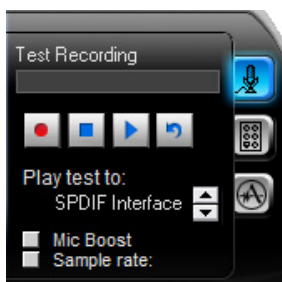 Test Recording
Play test to:
SPDIF Interface
Mic Boost
Sample rate: